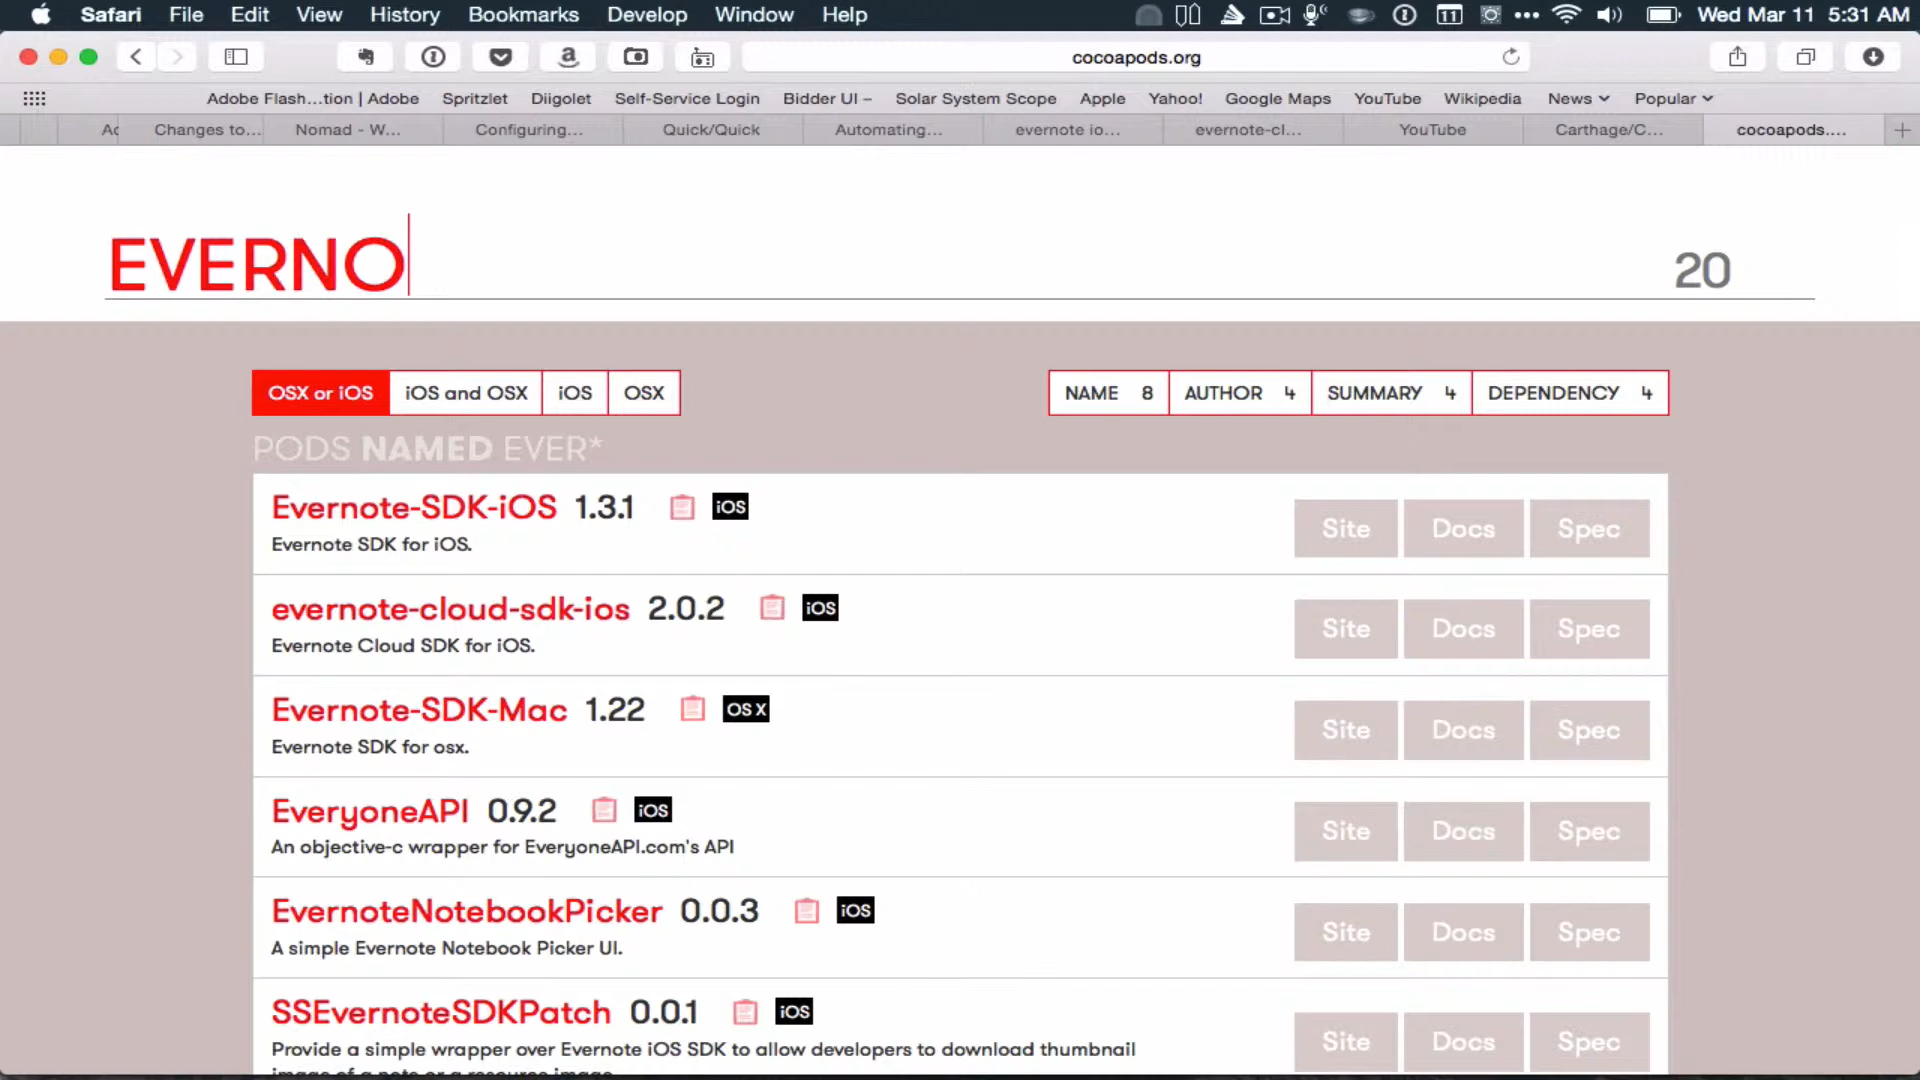 Safari File Edit View History Bookmarks Develop Window Help 11 Wed Mar 11 5:31 AM
cocoapods.org
Adobe Flash...tion | Adobe Spritzlet Diigolet Self-Service Login Bidder UI – Solar System Scope Apple Yahoo! Google Maps YouTube Wikipedia News Popular
Changes to... Nomad - W... Configuring... Quick/Quick Automating... evernote io... evernote-cl... YouTube Carthage/C... cocoapods....
EVERNO 20
OSX or iOS iOS and OSX iOS OSX NAME 8 AUTHOR 4 SUMMARY 4 DEPENDENCY 4
PODS NAMED EVER*
Evernote-SDK-iOS 1.3.1 iOS
Evernote SDK for iOS.
Site Docs Spec
evernote-cloud-sdk-ios 2.0.2 iOS
Evernote Cloud SDK for iOS.
Site Docs Spec
Evernote-SDK-Mac 1.22 OS X
Evernote SDK for osx.
Site Docs Spec
EveryoneAPI 0.9.2 iOS
An objective-c wrapper for EveryoneAPI.com's API
Site Docs Spec
EvernoteNotebookPicker 0.0.3 iOS
A simple Evernote Notebook Picker UI.
Site Docs Spec
SSEvernoteSDKPatch 0.0.1 iOS
Provide a simple wrapper over Evernote iOS SDK to allow developers to download thumbnail
image of a note or a resource image
Site Docs Spec